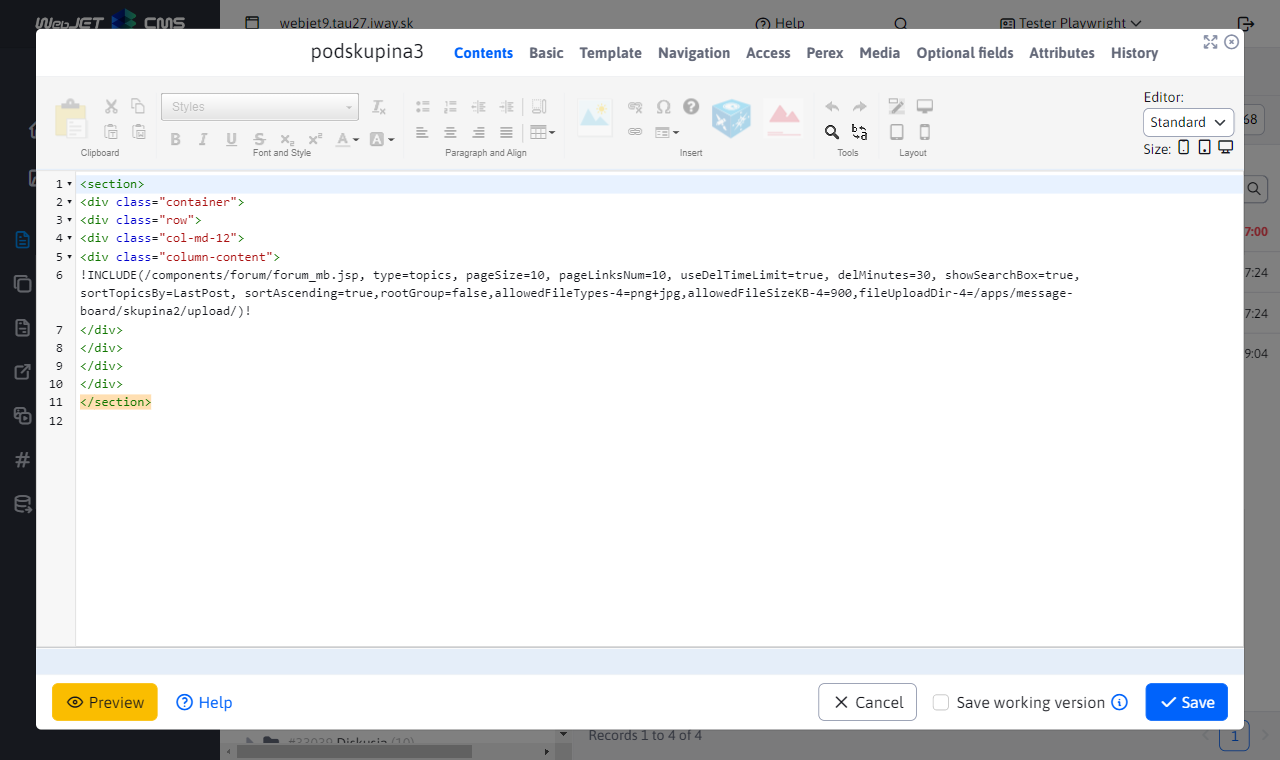 WebJET CMS
webjet9.tau27.iway.sk
Help
Tester Playwright
podskupina3
Contents
Basic
Template
Navigation
Access
Perex
Media
Optional fields
Attributes
History
Styles
Clipboard
Font and Style
Paragraph and Align
Insert
Tools
Layout
Editor:
Standard
Size:
68
1 <section>
2 <div class="container">
3 <div class="row">
4 <div class="col-md-12">
5 <div class="column-content">
6 !INCLUDE(/components/forum/forum_mb.jsp, type=topics, pageSize=10, pageLinksNum=10, useDelTimeLimit=true, delMinutes=30, showSearchBox=true,
sortTopicsBy=LastPost, sortAscending=true,rootGroup=false,allowedFileTypes-4=png+jpg,allowedFileSizeKB-4=900,fileUploadDir-4=/apps/message-
board/skupina2/upload/)!
7 </div>
8 </div>
9 </div>
10 </div>
11 </section>
12
7:00
7:24
7:24
9:04
Preview
Help
Cancel
Save working version
Save
#33039 Diskusia (10)
Records 1 to 4 of 4
1